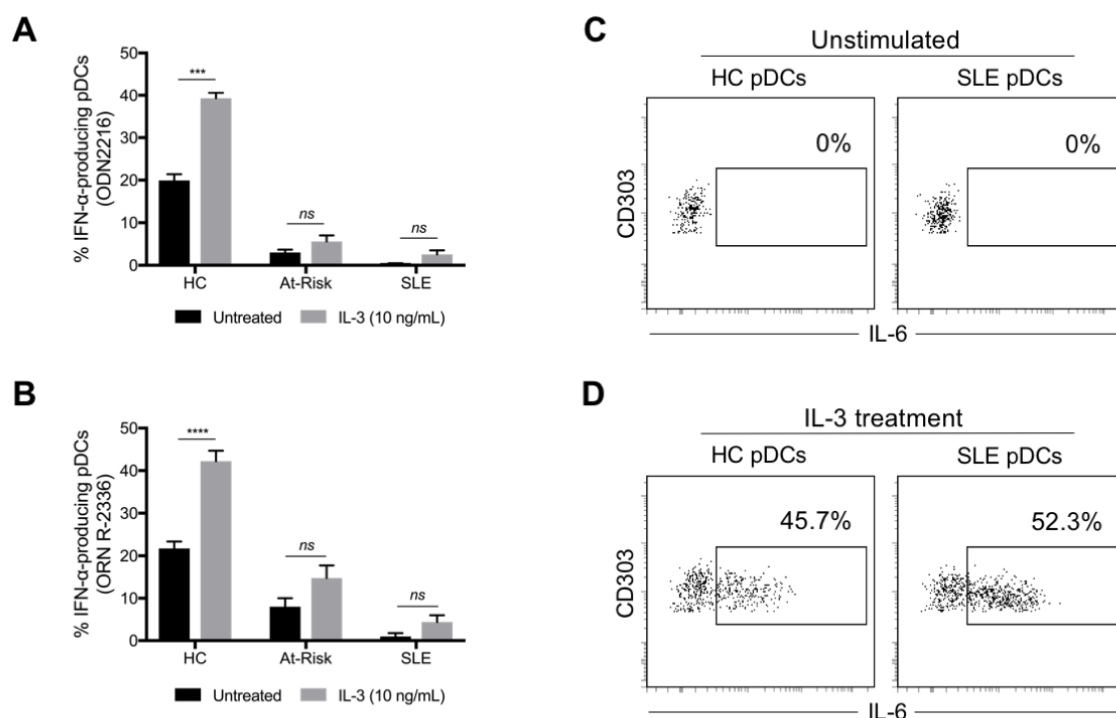 A
% IFN-α-producing pDCs
(ODN2216)
50
40
30
20
10
0
***
ns
ns
HC
At-Risk
SLE
Untreated
IL-3 (10 ng/mL)
B
% IFN-α-producing pDCs
(ORN R-2336)
50
40
30
20
10
0
****
ns
ns
HC
At-Risk
SLE
Untreated
IL-3 (10 ng/mL)
C
Unstimulated
HC pDCs
SLE pDCs
0%
0%
CD303
IL-6
D
IL-3 treatment
HC pDCs
SLE pDCs
45.7%
52.3%
CD303
IL-6